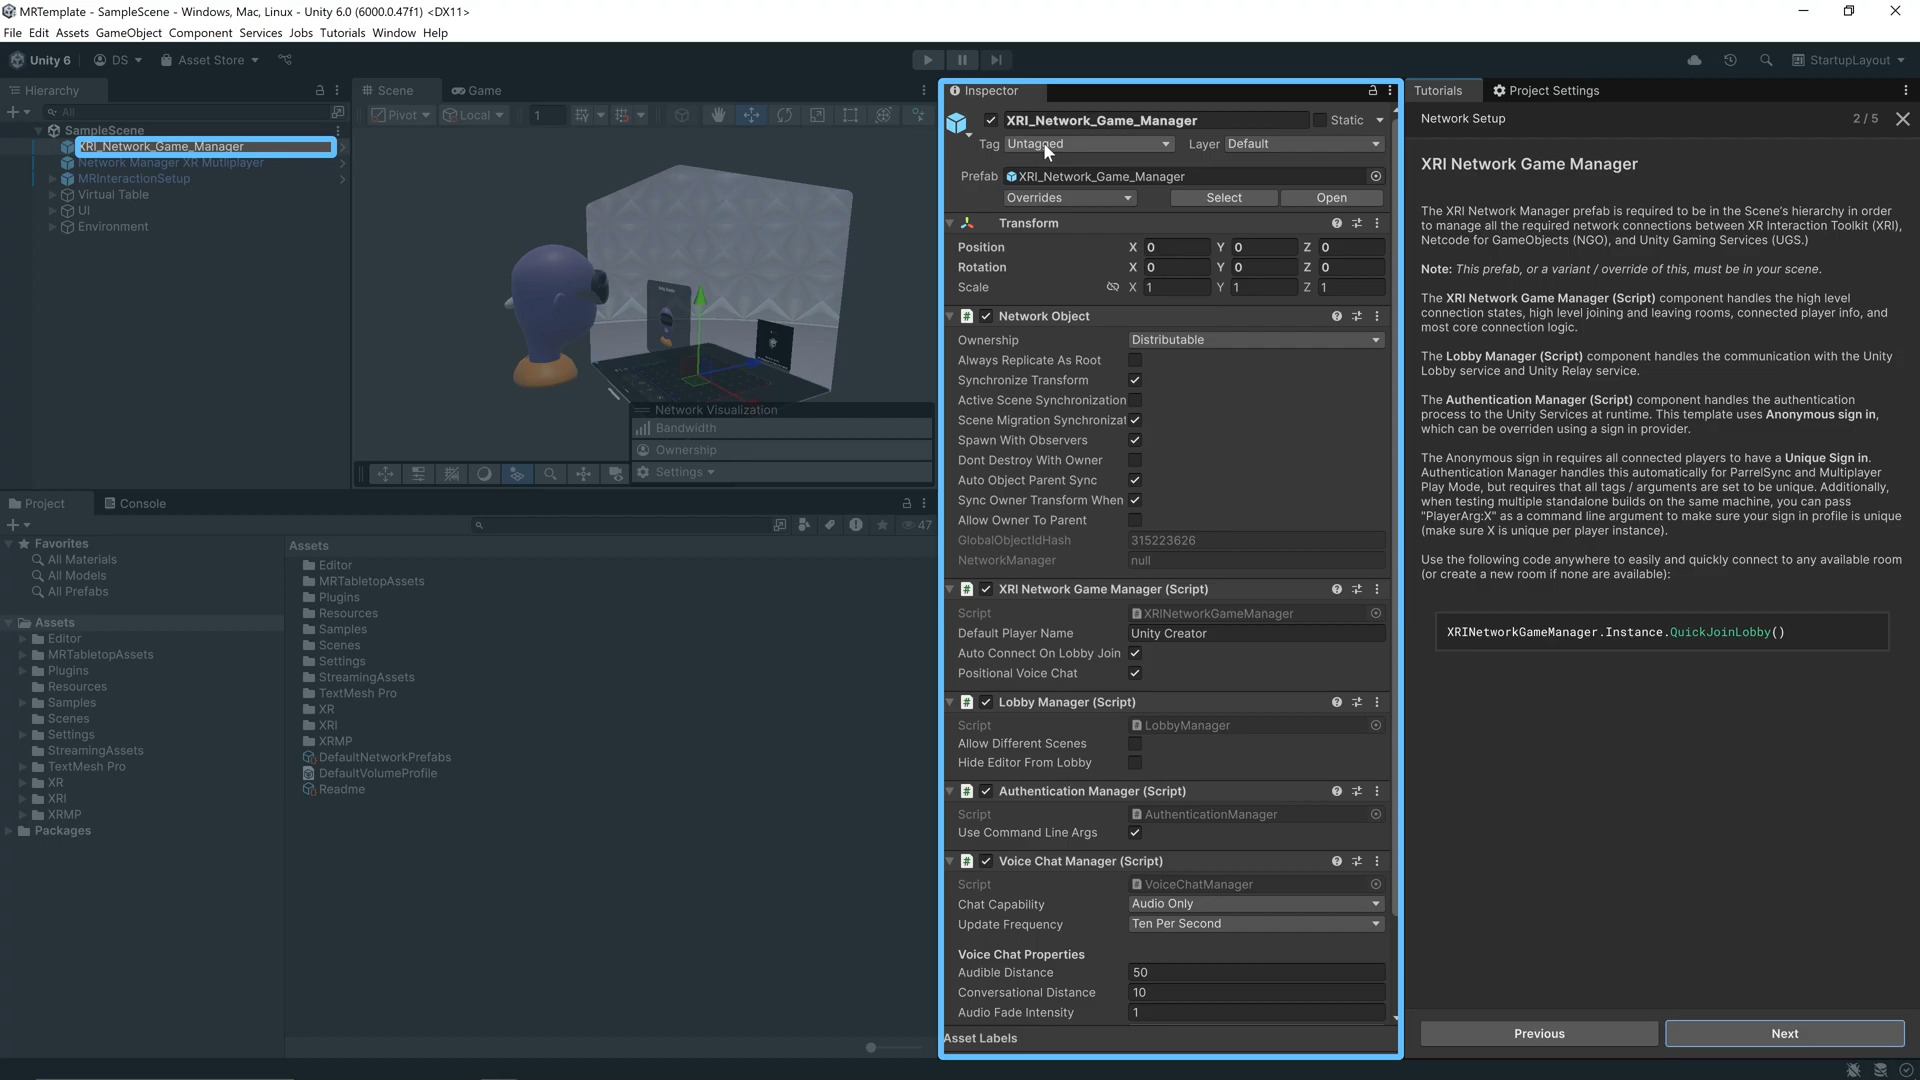 MRTemplate - SampleScene - Windows, Mac, Linux - Unity 6.0 (6000.0.47f1) <DX11>
File Edit Assets GameObject Component Services Jobs Tutorials Window Help
Unity 6 DS Asset Store StartupLayout
Hierarchy
All
SampleScene
XRI_Network_Game_Manager
Network Manager XR Mutliplayer
MRInteractionSetup
Virtual Table
UI
Environment
Scene Game
Pivot Local 1
Network Visualization
Bandwidth
Ownership
Settings
Project Console
47
Favorites
All Materials
All Models
All Prefabs
Assets
Editor
MRTabletopAssets
Plugins
Resources
Samples
Scenes
Settings
StreamingAssets
TextMesh Pro
XR
XRI
XRMP
Packages
Assets
Editor
MRTabletopAssets
Plugins
Resources
Samples
Scenes
Settings
StreamingAssets
TextMesh Pro
XR
XRI
XRMP
DefaultNetworkPrefabs
DefaultVolumeProfile
Readme
Inspector
XRI_Network_Game_Manager Static
Tag Untagged Layer Default
Prefab XRI_Network_Game_Manager
Overrides Select Open
Transform
Position X 0 Y 0 Z 0
Rotation X 0 Y 0 Z 0
Scale X 1 Y 1 Z 1
Network Object
Ownership Distributable
Always Replicate As Root
Synchronize Transform
Active Scene Synchronization
Scene Migration Synchronizat
Spawn With Observers
Dont Destroy With Owner
Auto Object Parent Sync
Sync Owner Transform When
Allow Owner To Parent
GlobalObjectIdHash 315223626
NetworkManager null
XRI Network Game Manager (Script)
Script XRINetworkGameManager
Default Player Name Unity Creator
Auto Connect On Lobby Join
Positional Voice Chat
Lobby Manager (Script)
Script LobbyManager
Allow Different Scenes
Hide Editor From Lobby
Authentication Manager (Script)
Script AuthenticationManager
Use Command Line Args
Voice Chat Manager (Script)
Script VoiceChatManager
Chat Capability Audio Only
Update Frequency Ten Per Second
Voice Chat Properties
Audible Distance 50
Conversational Distance 10
Audio Fade Intensity 1
Asset Labels
Tutorials Project Settings
Network Setup 2 / 5
XRI Network Game Manager
The XRI Network Manager prefab is required to be in the Scene's hierarchy in order
to manage all the required network connections between XR Interaction Toolkit (XRI),
Netcode for GameObjects (NGO), and Unity Gaming Services (UGS.)
Note: This prefab, or a variant / override of this, must be in your scene.
The XRI Network Game Manager (Script) component handles the high level
connection states, high level joining and leaving rooms, connected player info, and
most core connection logic.
The Lobby Manager (Script) component handles the communication with the Unity
Lobby service and Unity Relay service.
The Authentication Manager (Script) component handles the authentication
process to the Unity Services at runtime. This template uses Anonymous sign in,
which can be overriden using a sign in provider.
The Anonymous sign in requires all connected players to have a Unique Sign in.
Authentication Manager handles this automatically for ParrelSync and Multiplayer
Play Mode, but requires that all tags / arguments are set to be unique. Additionally,
when testing multiple standalone builds on the same machine, you can pass
"PlayerArg:X" as a command line argument to make sure your sign in profile is unique
(make sure X is unique per player instance).
Use the following code anywhere to easily and quickly connect to any available room
(or create a new room if none are available):
XRINetworkGameManager.Instance.QuickJoinLobby()
Previous Next